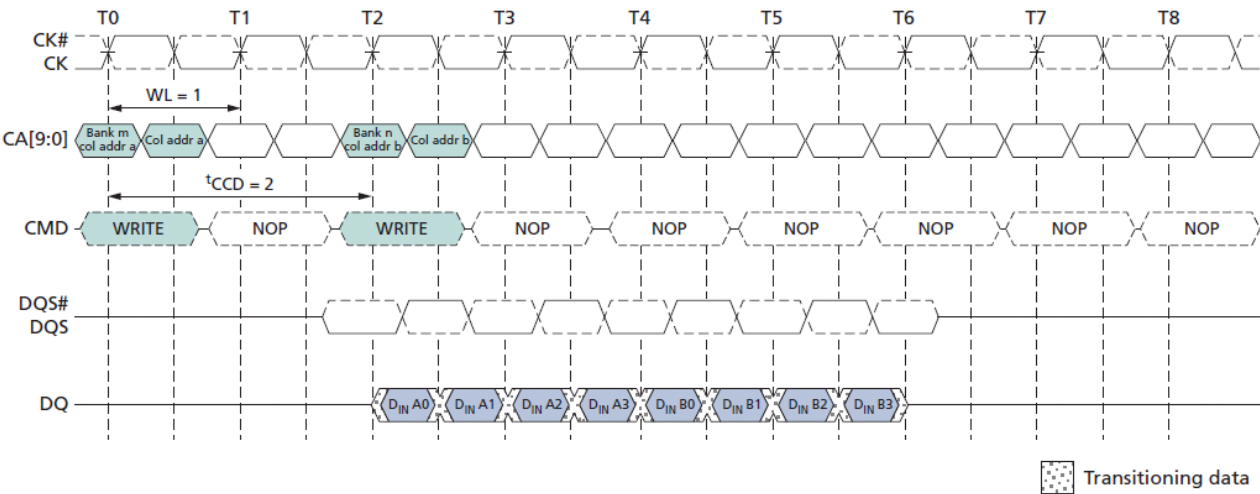 T0 T1 T2 T3 T4 T5 T6 T7 T8
CK#
CK
WL = 1
CA[9:0]
Bank m
col addr a
Col addr a
Bank n
col addr b
Col addr b
tCCD = 2
CMD WRITE NOP WRITE NOP NOP NOP NOP NOP NOP
DQS#
DQS
DQ DIN A0 DIN A1 DIN A2 DIN A3 DIN B0 DIN B1 DIN B2 DIN B3
Transitioning data